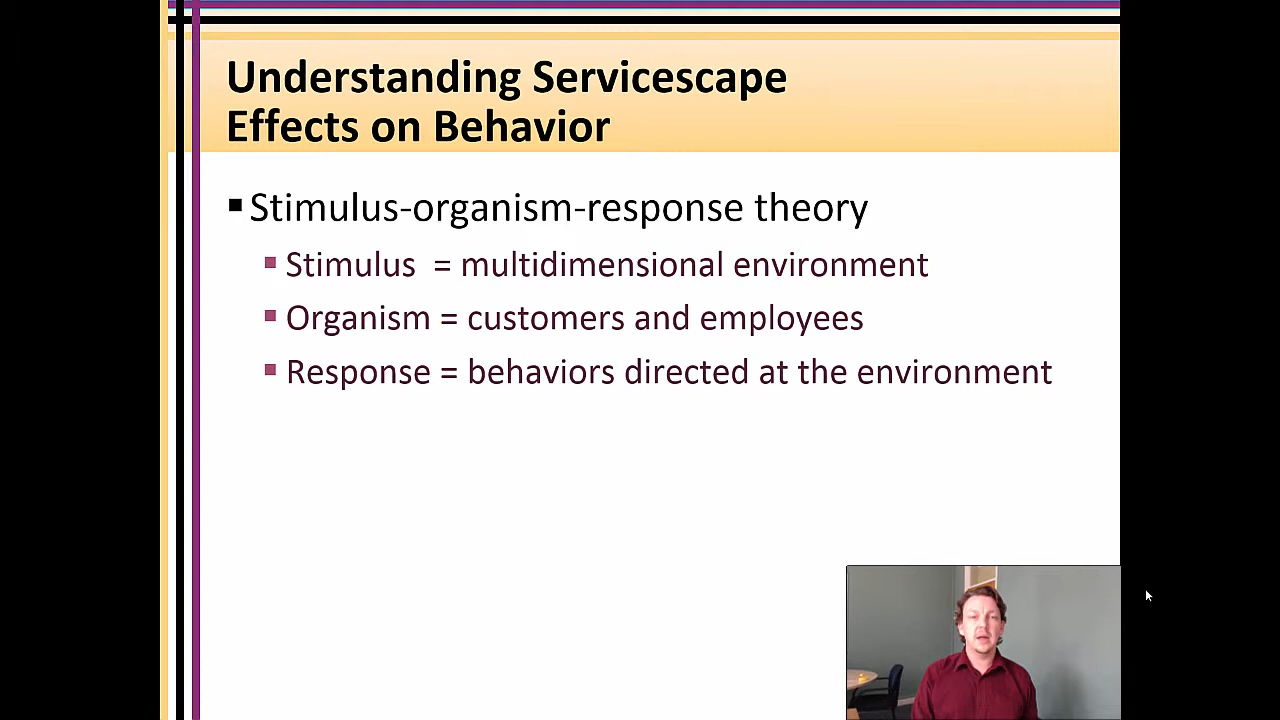 Understanding Servicescape
Effects on Behavior
Stimulus-organism-response theory
Stimulus = multidimensional environment
Organism = customers and employees
Response = behaviors directed at the environment